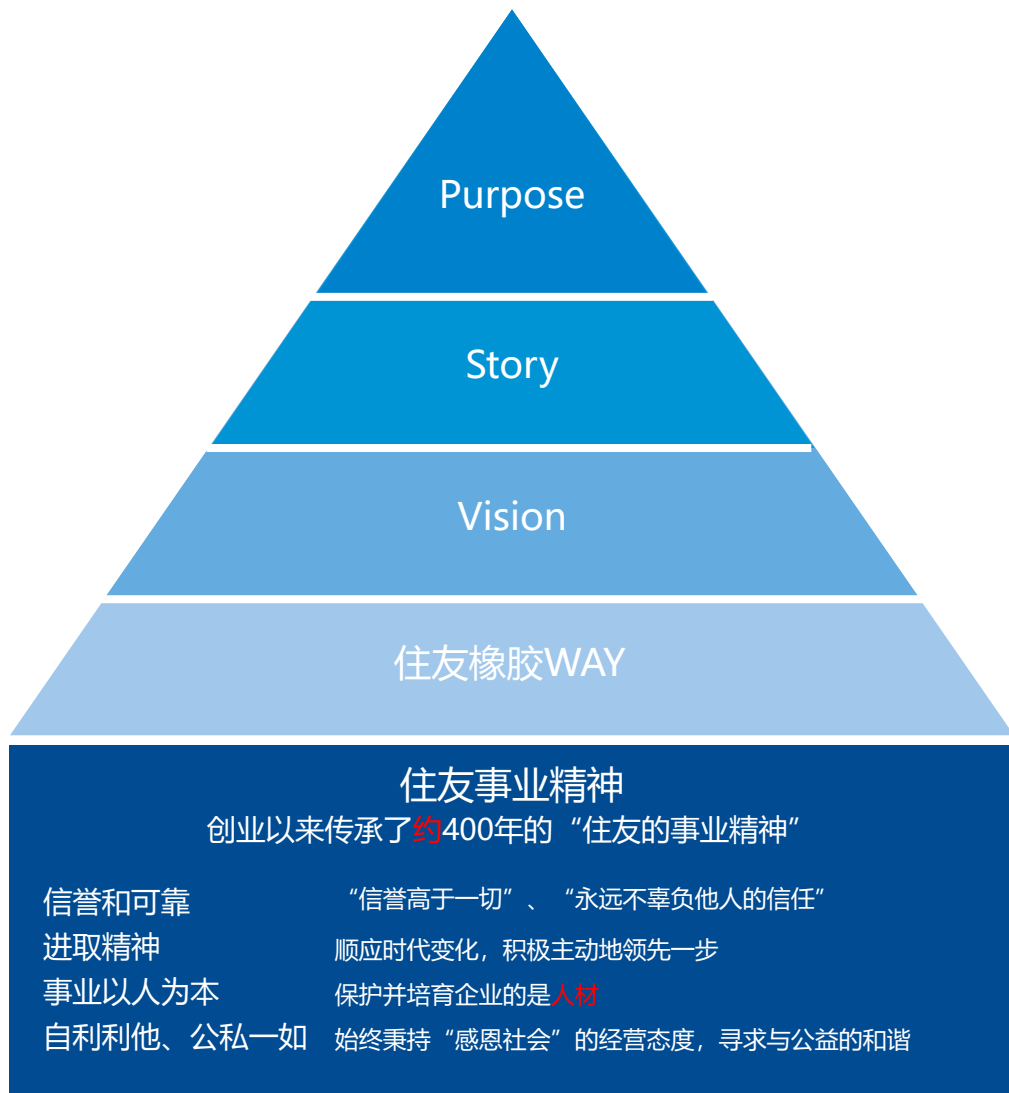 Purpose
Story
Vision
住友橡胶WAY
住友事业精神
创业以来传承了约400年的“住友的事业精神”
信誉和可靠 “信誉高于一切”、“永远不辜负他人的信任”
进取精神 顺应时代变化，积极主动地领先一步
事业以人为本 保护并培育企业的是人材
自利利他、公私一如 始终秉持“感恩社会”的经营态度，寻求与公益的和谐